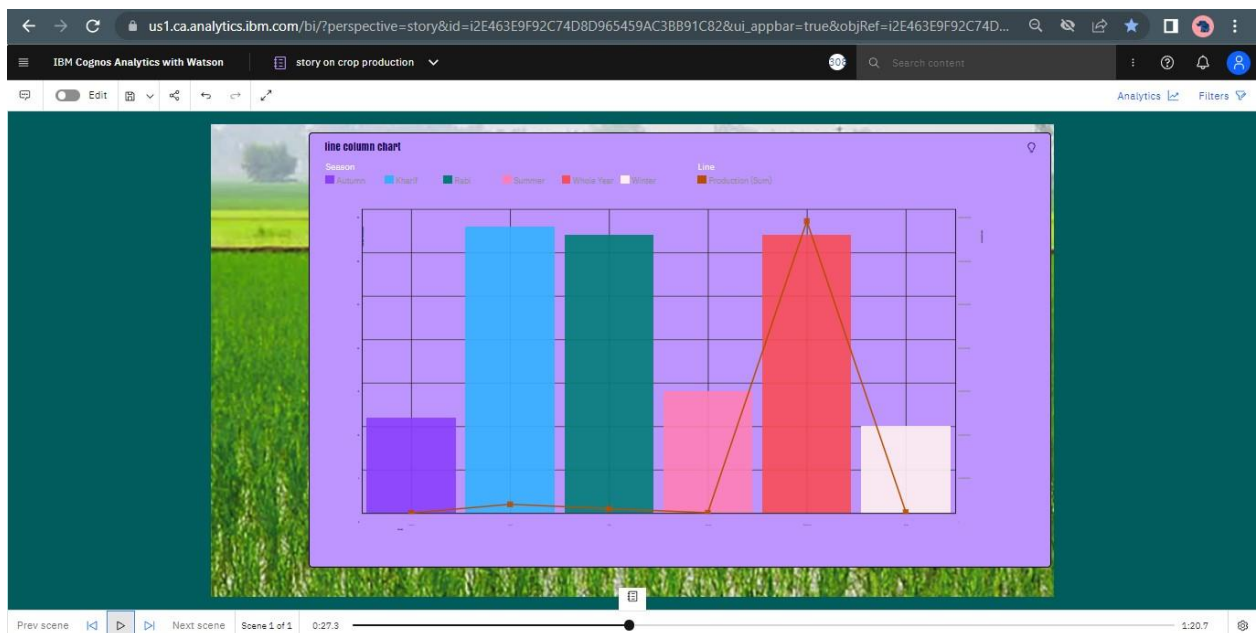 us1.ca.analytics.ibm.com/bi/?perspective=story&id=i2E463E9F92C74D8D965459AC3BB91C82&ui_appbar=true&objRef=i2E463E9F92C74D...
IBM Cognos Analytics with Watson story on crop production Search content
Edit Analytics Filters
line column chart
Season Line
Autumn Kharif Rabi Summer Whole Year Winter Production (Sum)
Prev scene Next scene Scene 1 of 1 0:27.3 1:20.7